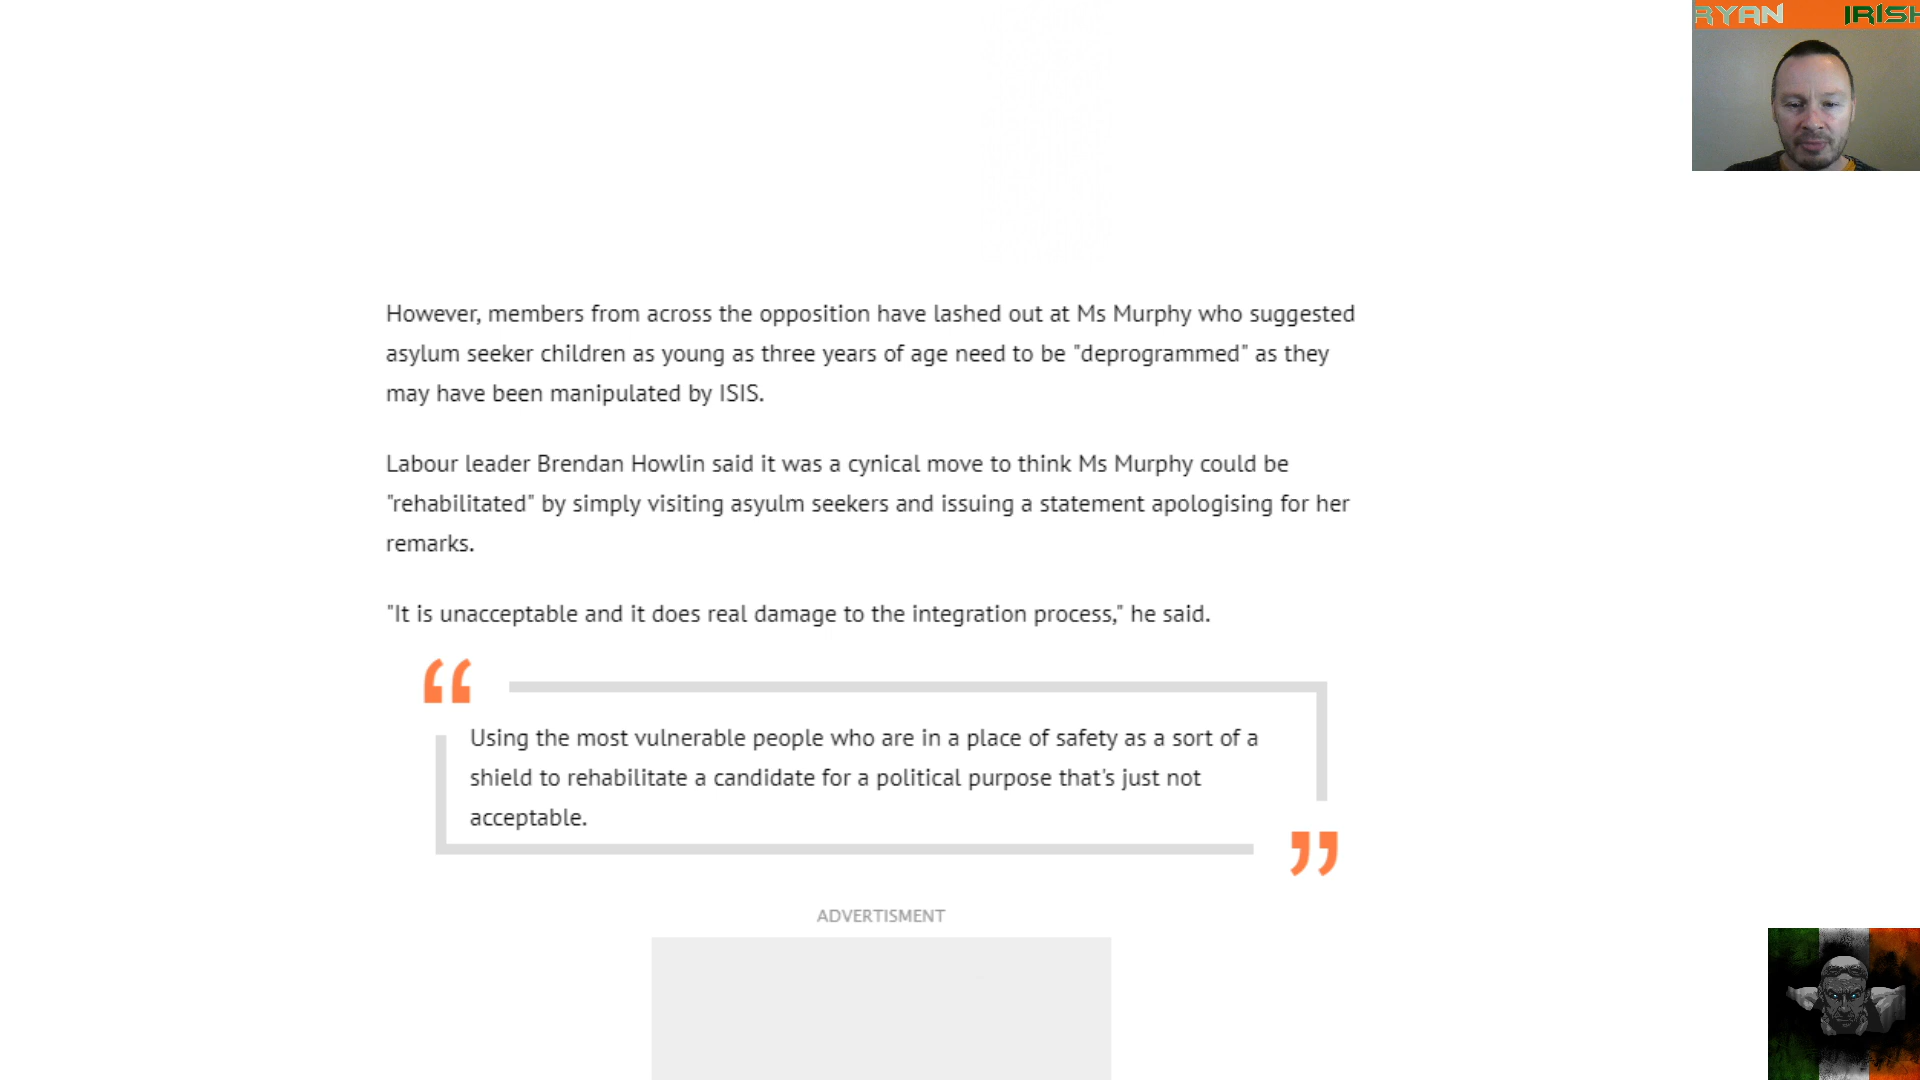 RYAN IRISH
However, members from across the opposition have lashed out at Ms Murphy who suggested
asylum seeker children as young as three years of age need to be "deprogrammed" as they
may have been manipulated by ISIS.
Labour leader Brendan Howlin said it was a cynical move to think Ms Murphy could be
"rehabilitated" by simply visiting asyulm seekers and issuing a statement apologising for her
remarks.
"It is unacceptable and it does real damage to the integration process," he said.
“
Using the most vulnerable people who are in a place of safety as a sort of a
shield to rehabilitate a candidate for a political purpose that's just not
acceptable.
”
ADVERTISMENT